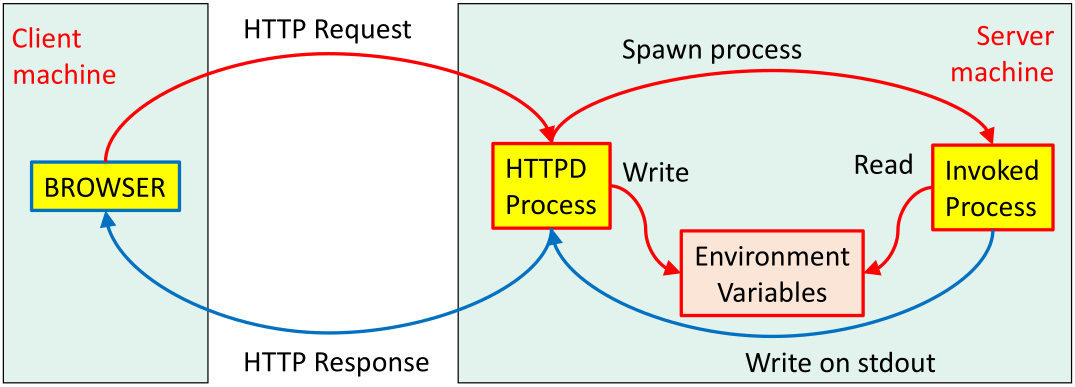 HTTP Request
Client
machine
Spawn process
Server
machine
BROWSER
HTTPD
Process
Write
Read
Invoked
Process
Environment
Variables
HTTP Response
Write on stdout